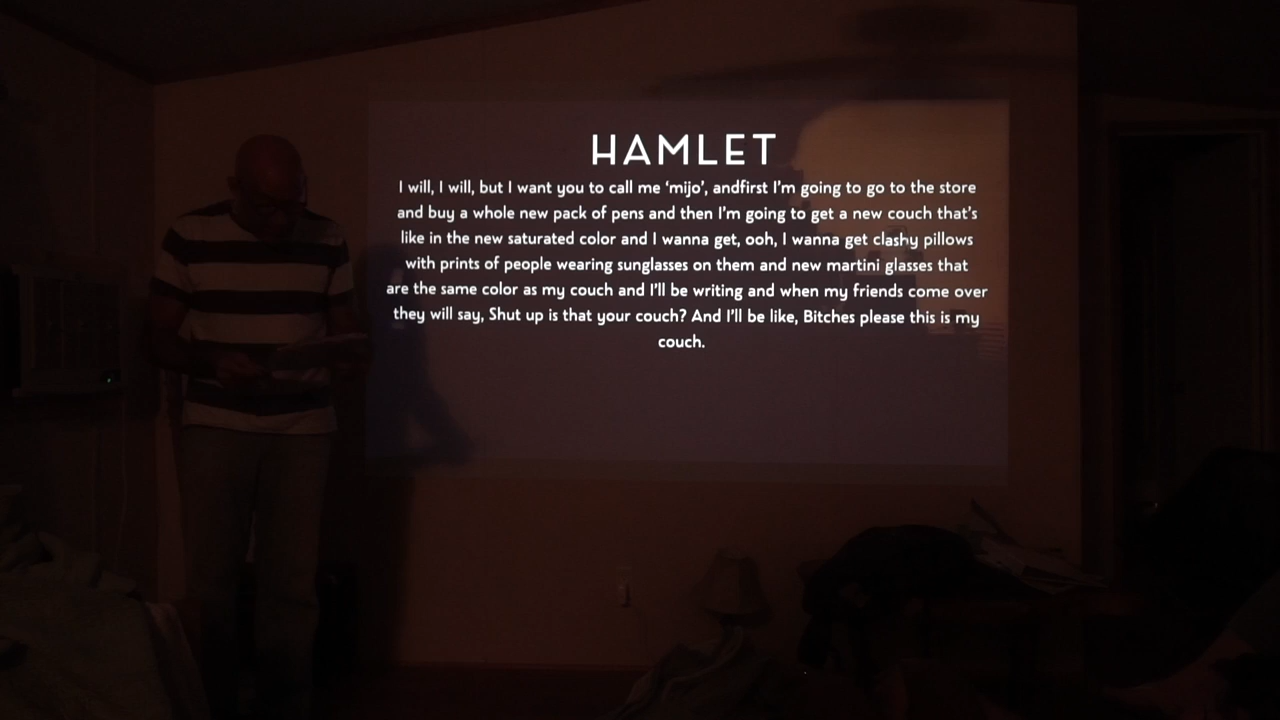 HAMLET
I will, I will, but I want you to call me ‘mijo’, andfirst I’m going to go to the store
and buy a whole new pack of pens and then I’m going to get a new couch that’s
like in the new saturated color and I wanna get, ooh, I wanna get clashy pillows
with prints of people wearing sunglasses on them and new martini glasses that
are the same color as my couch and I’ll be writing and when my friends come over
they will say, Shut up is that your couch? And I’ll be like, Bitches please this is my
couch.